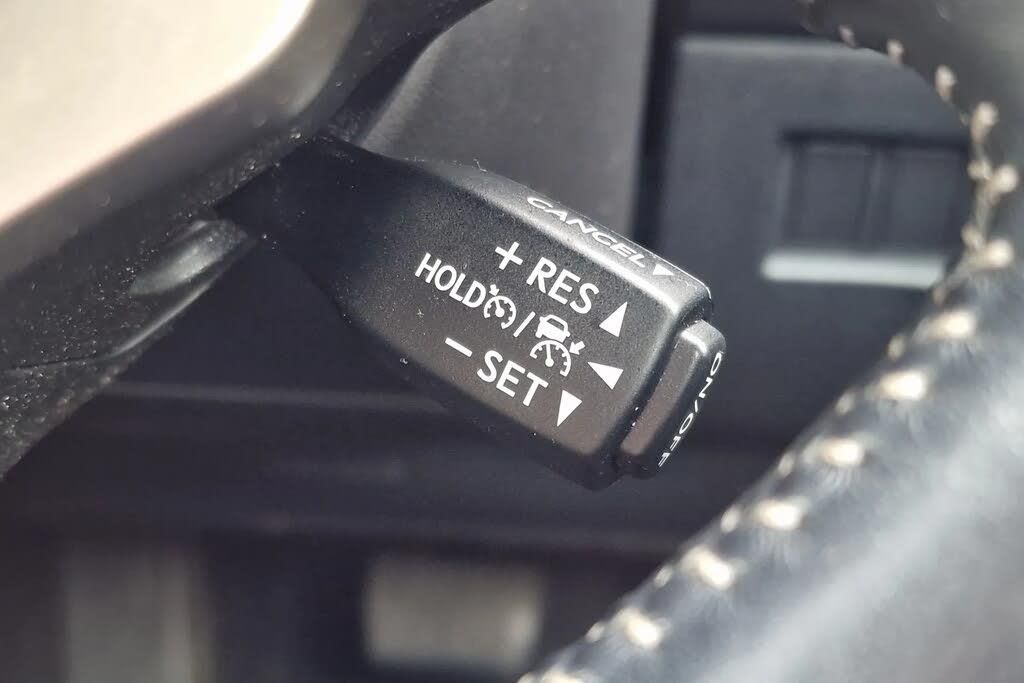 CANCEL ▼
+ RES ▲
HOLD / ◀
− SET ▼
ON/OFF